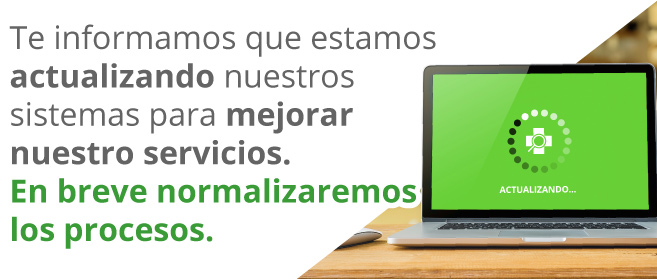 Te informamos que estamos
actualizando nuestros
sistemas para mejorar
nuestro servicios.
En breve normalizaremos
los procesos.
ACTUALIZANDO...